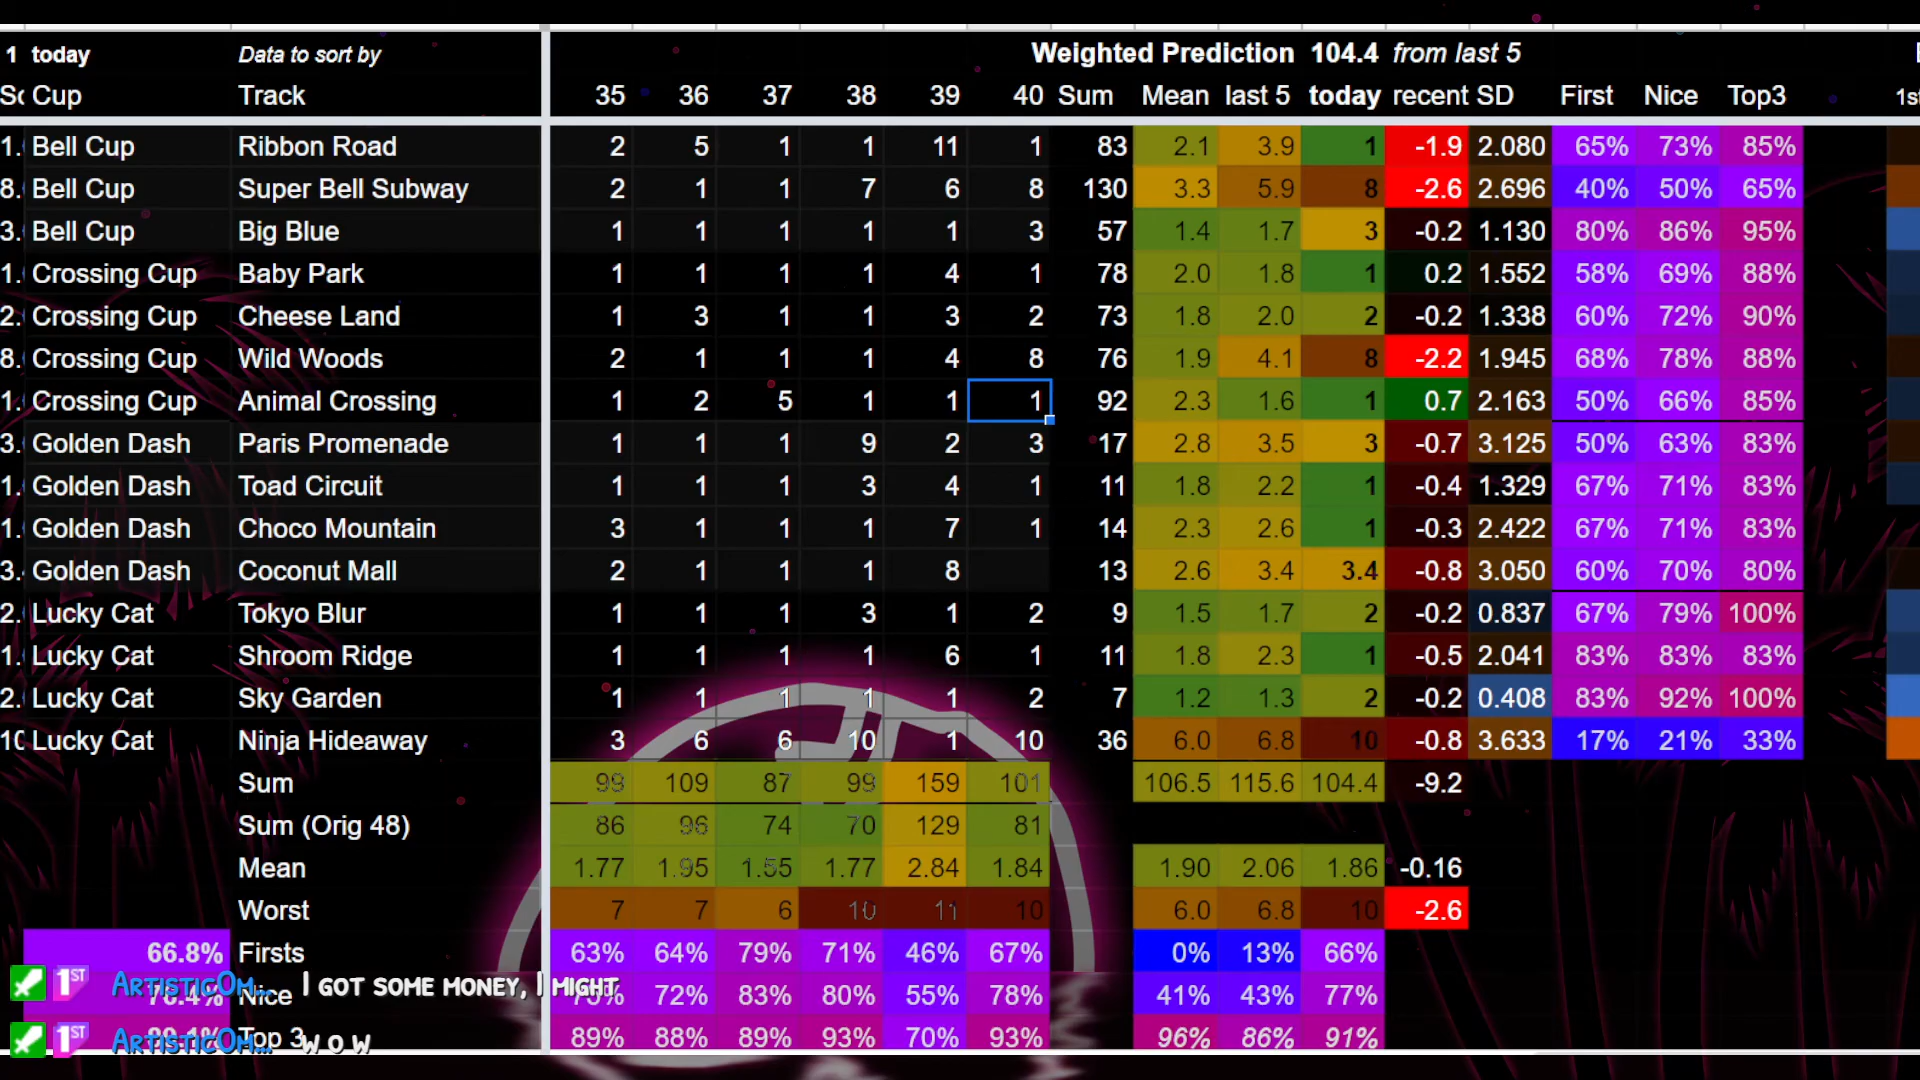 Weighted Prediction 104.4 from last 5
1 today Data to sort by
Cup Track 35 36 37 38 39 40 Sum Mean last 5 today recent SD First Nice Top3 1s
1. Bell Cup Ribbon Road 2 5 1 1 11 1 83 2.1 3.9 1 -1.9 2.080 65% 73% 85%
8. Bell Cup Super Bell Subway 2 1 1 7 6 8 130 3.3 5.9 8 -2.6 2.696 40% 50% 65%
3. Bell Cup Big Blue 1 1 1 1 1 3 57 1.4 1.7 3 -0.2 1.130 80% 86% 95%
1. Crossing Cup Baby Park 1 1 1 1 4 1 78 2.0 1.8 1 0.2 1.552 58% 69% 88%
2. Crossing Cup Cheese Land 1 3 1 1 3 2 73 1.8 2.0 2 -0.2 1.338 60% 72% 90%
8. Crossing Cup Wild Woods 2 1 1 1 4 8 76 1.9 4.1 8 -2.2 1.945 68% 78% 88%
1. Crossing Cup Animal Crossing 1 2 5 1 1 1 92 2.3 1.6 1 0.7 2.163 50% 66% 85%
3. Golden Dash Paris Promenade 1 1 1 9 2 3 17 2.8 3.5 3 -0.7 3.125 50% 63% 83%
1. Golden Dash Toad Circuit 1 1 1 3 4 1 11 1.8 2.2 1 -0.4 1.329 67% 71% 83%
1. Golden Dash Choco Mountain 3 1 1 1 7 1 14 2.3 2.6 1 -0.3 2.422 67% 71% 83%
3. Golden Dash Coconut Mall 2 1 1 1 8 13 2.6 3.4 3.4 -0.8 3.050 60% 70% 80%
2. Lucky Cat Tokyo Blur 1 1 1 3 1 2 9 1.5 1.7 2 -0.2 0.837 67% 79% 100%
1. Lucky Cat Shroom Ridge 1 1 1 1 6 1 11 1.8 2.3 1 -0.5 2.041 83% 83% 83%
2. Lucky Cat Sky Garden 1 1 1 1 1 2 7 1.2 1.3 2 -0.2 0.408 83% 92% 100%
10 Lucky Cat Ninja Hideaway 3 6 6 10 1 10 36 6.0 6.8 10 -0.8 3.633 17% 21% 33%
Sum 99 109 87 99 159 101 106.5 115.6 104.4 -9.2
Sum (Orig 48) 86 96 74 70 129 81
Mean 1.77 1.95 1.55 1.77 2.84 1.84 1.90 2.06 1.86 -0.16
Worst 7 7 6 10 11 10 6.0 6.8 10 -2.6
66.8% Firsts 63% 64% 79% 71% 46% 67% 0% 13% 66%
Nice 72% 83% 80% 55% 78% 41% 43% 77%
1ST ArtisticOm... I got some money, I might
Top 3 89% 88% 89% 93% 70% 93% 96% 86% 91%
1ST ArtisticOm... W O W